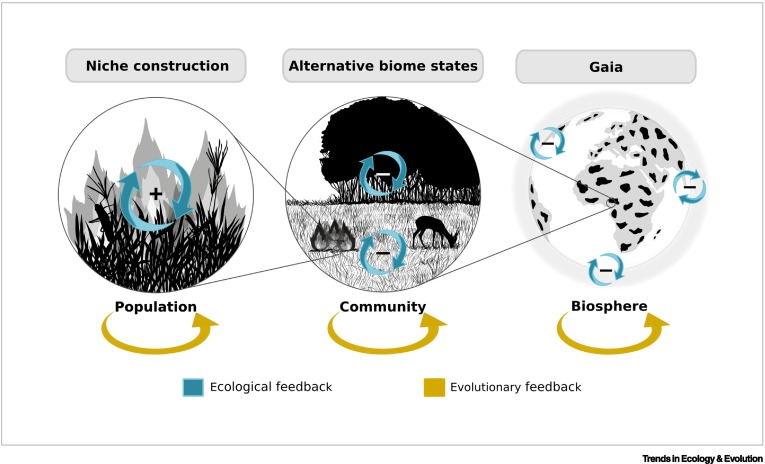 Niche construction
Alternative biome states
Gaia
+
−
−
−
−
−
Population
Community
Biosphere
Ecological feedback
Evolutionary feedback
Trends in Ecology & Evolution